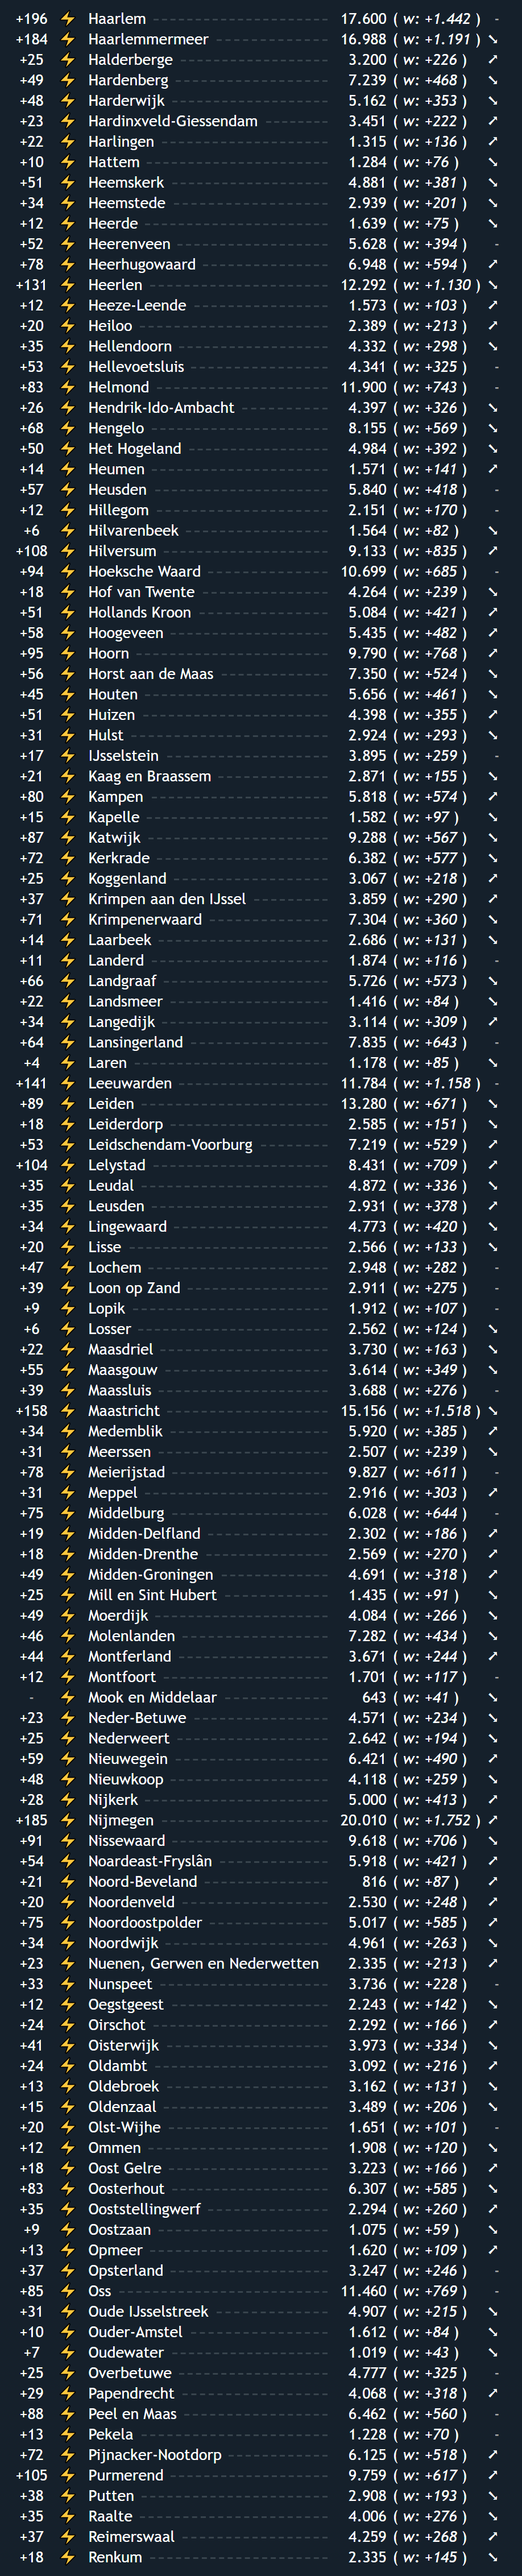 +196 ⚡ Haarlem 17.600 ( w: +1.442 ) -
+184 ⚡ Haarlemmermeer 16.988 ( w: +1.191 ) ➘
+25 ⚡ Halderberge 3.200 ( w: +226 ) ➚
+49 ⚡ Hardenberg 7.239 ( w: +468 ) ➘
+48 ⚡ Harderwijk 5.162 ( w: +353 ) ➘
+23 ⚡ Hardinxveld-Giessendam 3.451 ( w: +222 ) ➚
+22 ⚡ Harlingen 1.315 ( w: +136 ) ➚
+10 ⚡ Hattem 1.284 ( w: +76 ) ➘
+51 ⚡ Heemskerk 4.881 ( w: +381 ) ➘
+34 ⚡ Heemstede 2.939 ( w: +201 ) ➘
+12 ⚡ Heerde 1.639 ( w: +75 ) ➘
+52 ⚡ Heerenveen 5.628 ( w: +394 ) -
+78 ⚡ Heerhugowaard 6.948 ( w: +594 ) ➚
+131 ⚡ Heerlen 12.292 ( w: +1.130 ) ➘
+12 ⚡ Heeze-Leende 1.573 ( w: +103 ) ➚
+20 ⚡ Heiloo 2.389 ( w: +213 ) ➚
+35 ⚡ Hellendoorn 4.332 ( w: +298 ) ➘
+53 ⚡ Hellevoetsluis 4.341 ( w: +325 ) -
+83 ⚡ Helmond 11.900 ( w: +743 ) -
+26 ⚡ Hendrik-Ido-Ambacht 4.397 ( w: +326 ) ➘
+68 ⚡ Hengelo 8.155 ( w: +569 ) ➘
+50 ⚡ Het Hogeland 4.984 ( w: +392 ) ➘
+14 ⚡ Heumen 1.571 ( w: +141 ) ➚
+57 ⚡ Heusden 5.840 ( w: +418 ) -
+12 ⚡ Hillegom 2.151 ( w: +170 ) -
+6 ⚡ Hilvarenbeek 1.564 ( w: +82 ) ➘
+108 ⚡ Hilversum 9.133 ( w: +835 ) ➚
+94 ⚡ Hoeksche Waard 10.699 ( w: +685 ) -
+18 ⚡ Hof van Twente 4.264 ( w: +239 ) ➘
+51 ⚡ Hollands Kroon 5.084 ( w: +421 ) ➚
+58 ⚡ Hoogeveen 5.435 ( w: +482 ) ➚
+95 ⚡ Hoorn 9.790 ( w: +768 ) ➚
+56 ⚡ Horst aan de Maas 7.350 ( w: +524 ) ➘
+45 ⚡ Houten 5.656 ( w: +461 ) ➘
+51 ⚡ Huizen 4.398 ( w: +355 ) ➚
+31 ⚡ Hulst 2.924 ( w: +293 ) ➘
+17 ⚡ IJsselstein 3.895 ( w: +259 ) -
+21 ⚡ Kaag en Braassem 2.871 ( w: +155 ) ➘
+80 ⚡ Kampen 5.818 ( w: +574 ) ➚
+15 ⚡ Kapelle 1.582 ( w: +97 ) ➘
+87 ⚡ Katwijk 9.288 ( w: +567 ) ➘
+72 ⚡ Kerkrade 6.382 ( w: +577 ) ➘
+25 ⚡ Koggenland 3.067 ( w: +218 ) ➚
+37 ⚡ Krimpen aan den IJssel 3.859 ( w: +290 ) ➚
+71 ⚡ Krimpenerwaard 7.304 ( w: +360 ) ➘
+14 ⚡ Laarbeek 2.686 ( w: +131 ) ➘
+11 ⚡ Landerd 1.874 ( w: +116 ) -
+66 ⚡ Landgraaf 5.726 ( w: +573 ) ➘
+22 ⚡ Landsmeer 1.416 ( w: +84 ) ➘
+34 ⚡ Langedijk 3.114 ( w: +309 ) ➚
+64 ⚡ Lansingerland 7.835 ( w: +643 ) -
+4 ⚡ Laren 1.178 ( w: +85 ) ➘
+141 ⚡ Leeuwarden 11.784 ( w: +1.158 ) -
+89 ⚡ Leiden 13.280 ( w: +671 ) ➘
+18 ⚡ Leiderdorp 2.585 ( w: +151 ) ➘
+53 ⚡ Leidschendam-Voorburg 7.219 ( w: +529 ) ➚
+104 ⚡ Lelystad 8.431 ( w: +709 ) ➚
+35 ⚡ Leudal 4.872 ( w: +336 ) ➘
+35 ⚡ Leusden 2.931 ( w: +378 ) ➚
+34 ⚡ Lingewaard 4.773 ( w: +420 ) ➘
+20 ⚡ Lisse 2.566 ( w: +133 ) ➘
+47 ⚡ Lochem 2.948 ( w: +282 ) -
+39 ⚡ Loon op Zand 2.911 ( w: +275 ) -
+9 ⚡ Lopik 1.912 ( w: +107 ) -
+6 ⚡ Losser 2.562 ( w: +124 ) ➘
+22 ⚡ Maasdriel 3.730 ( w: +163 ) ➘
+55 ⚡ Maasgouw 3.614 ( w: +349 ) ➘
+39 ⚡ Maassluis 3.688 ( w: +276 ) -
+158 ⚡ Maastricht 15.156 ( w: +1.518 ) ➘
+34 ⚡ Medemblik 5.920 ( w: +385 ) ➚
+31 ⚡ Meerssen 2.507 ( w: +239 ) ➘
+78 ⚡ Meierijstad 9.827 ( w: +611 ) -
+31 ⚡ Meppel 2.916 ( w: +303 ) ➚
+75 ⚡ Middelburg 6.028 ( w: +644 ) -
+19 ⚡ Midden-Delfland 2.302 ( w: +186 ) ➚
+18 ⚡ Midden-Drenthe 2.569 ( w: +270 ) ➚
+49 ⚡ Midden-Groningen 4.691 ( w: +318 ) ➚
+25 ⚡ Mill en Sint Hubert 1.435 ( w: +91 ) ➘
+49 ⚡ Moerdijk 4.084 ( w: +266 ) ➘
+46 ⚡ Molenlanden 7.282 ( w: +434 ) ➘
+44 ⚡ Montferland 3.671 ( w: +244 ) ➚
+12 ⚡ Montfoort 1.701 ( w: +117 ) -
- ⚡ Mook en Middelaar 643 ( w: +41 ) ➘
+23 ⚡ Neder-Betuwe 4.571 ( w: +234 ) ➘
+25 ⚡ Nederweert 2.642 ( w: +194 ) ➘
+59 ⚡ Nieuwegein 6.421 ( w: +490 ) ➚
+48 ⚡ Nieuwkoop 4.118 ( w: +259 ) ➘
+28 ⚡ Nijkerk 5.000 ( w: +413 ) ➚
+185 ⚡ Nijmegen 20.010 ( w: +1.752 ) ➚
+91 ⚡ Nissewaard 9.618 ( w: +706 ) ➘
+54 ⚡ Noardeast-Fryslân 5.918 ( w: +421 ) ➚
+21 ⚡ Noord-Beveland 816 ( w: +87 ) ➚
+20 ⚡ Noordenveld 2.530 ( w: +248 ) ➚
+75 ⚡ Noordoostpolder 5.017 ( w: +585 ) ➚
+34 ⚡ Noordwijk 4.961 ( w: +263 ) ➘
+23 ⚡ Nuenen, Gerwen en Nederwetten 2.335 ( w: +213 ) ➚
+33 ⚡ Nunspeet 3.736 ( w: +228 ) -
+12 ⚡ Oegstgeest 2.243 ( w: +142 ) ➘
+24 ⚡ Oirschot 2.292 ( w: +166 ) ➚
+41 ⚡ Oisterwijk 3.973 ( w: +334 ) ➘
+24 ⚡ Oldambt 3.092 ( w: +216 ) ➚
+13 ⚡ Oldebroek 3.162 ( w: +131 ) ➘
+15 ⚡ Oldenzaal 3.489 ( w: +206 ) ➘
+20 ⚡ Olst-Wijhe 1.651 ( w: +101 ) -
+12 ⚡ Ommen 1.908 ( w: +120 ) ➘
+18 ⚡ Oost Gelre 3.223 ( w: +166 ) ➚
+83 ⚡ Oosterhout 6.307 ( w: +585 ) ➘
+35 ⚡ Ooststellingwerf 2.294 ( w: +260 ) ➚
+9 ⚡ Oostzaan 1.075 ( w: +59 ) ➘
+13 ⚡ Opmeer 1.620 ( w: +109 ) ➚
+37 ⚡ Opsterland 3.247 ( w: +246 ) -
+85 ⚡ Oss 11.460 ( w: +769 ) -
+31 ⚡ Oude IJsselstreek 4.907 ( w: +215 ) ➘
+10 ⚡ Ouder-Amstel 1.612 ( w: +84 ) ➘
+7 ⚡ Oudewater 1.019 ( w: +43 ) ➘
+25 ⚡ Overbetuwe 4.777 ( w: +325 ) -
+29 ⚡ Papendrecht 4.068 ( w: +318 ) ➚
+88 ⚡ Peel en Maas 6.462 ( w: +560 ) -
+13 ⚡ Pekela 1.228 ( w: +70 ) -
+72 ⚡ Pijnacker-Nootdorp 6.125 ( w: +518 ) ➚
+105 ⚡ Purmerend 9.759 ( w: +617 ) ➚
+38 ⚡ Putten 2.908 ( w: +193 ) ➘
+35 ⚡ Raalte 4.006 ( w: +276 ) ➘
+37 ⚡ Reimerswaal 4.259 ( w: +268 ) ➚
+18 ⚡ Renkum 2.335 ( w: +145 ) ➘